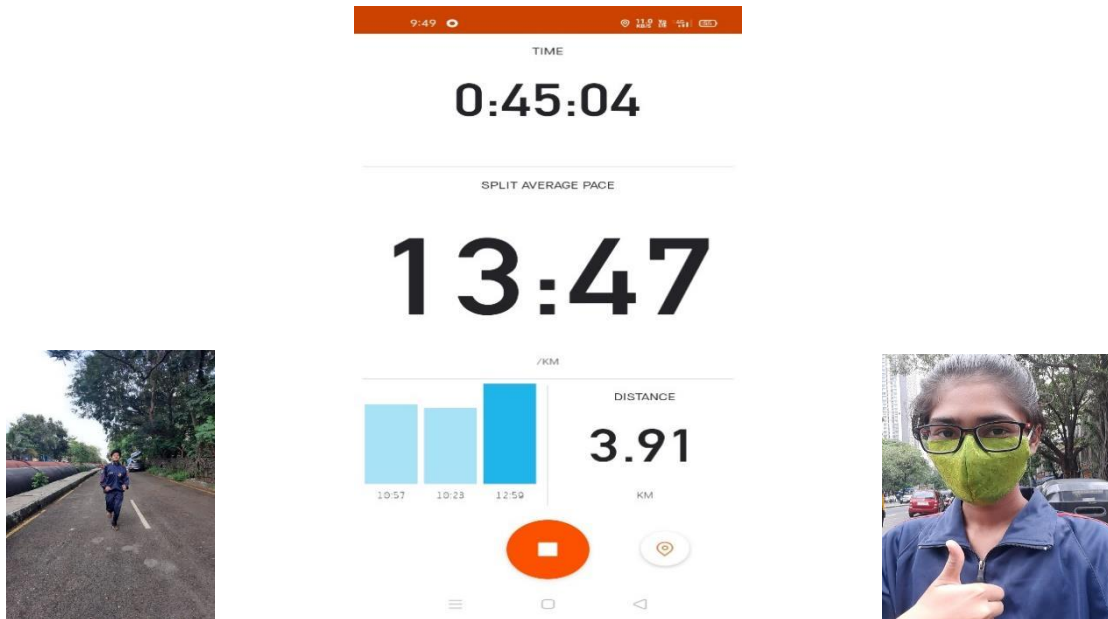 9:49
TIME
0:45:04
SPLIT AVERAGE PACE
13:47
/KM
10:57 10:23 12:59
DISTANCE
3.91
KM